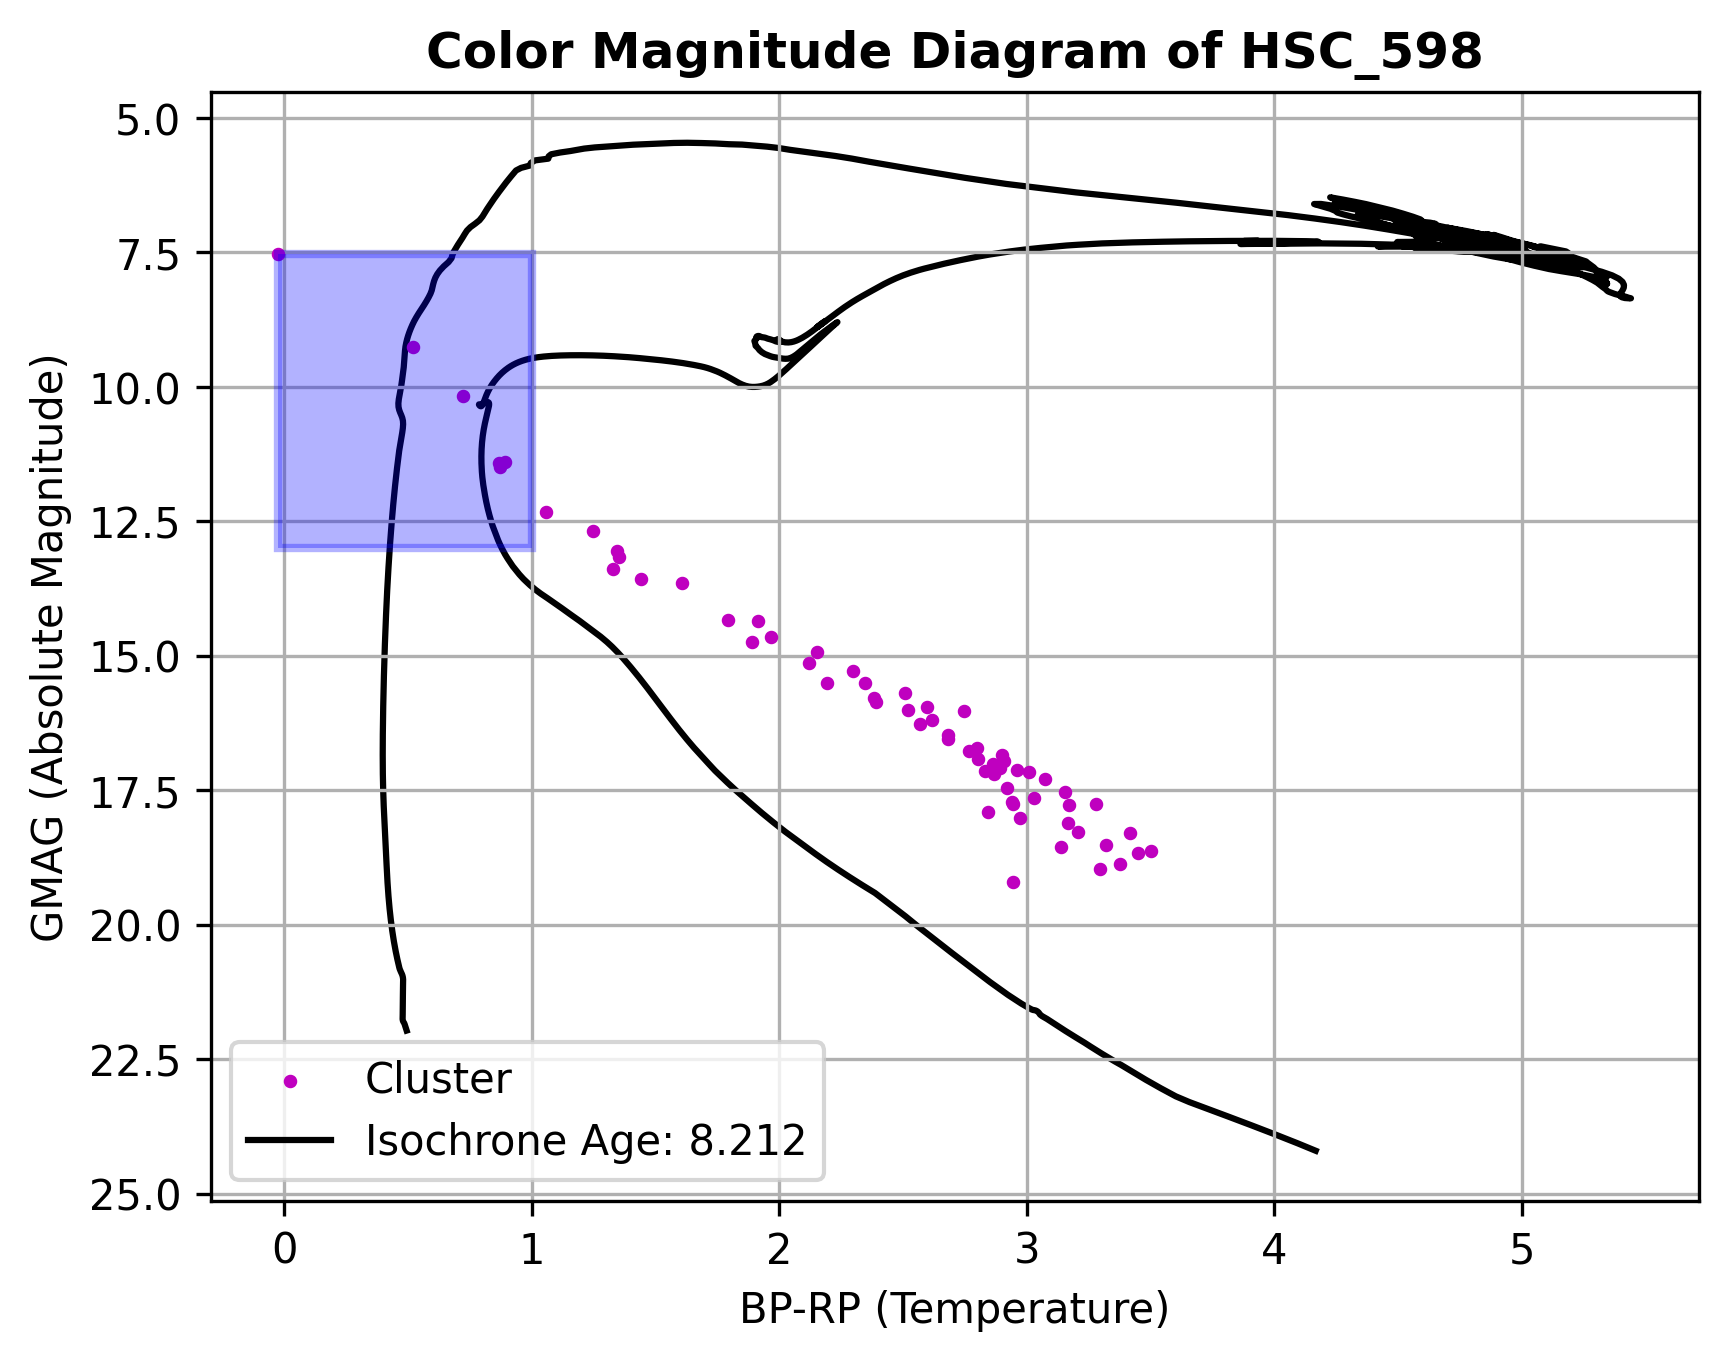 Color Magnitude Diagram of HSC_598
GMAG (Absolute Magnitude)
5.0
7.5
10.0
12.5
15.0
17.5
20.0
22.5
25.0
Cluster
Isochrone Age: 8.212
0 1 2 3 4 5
BP-RP (Temperature)